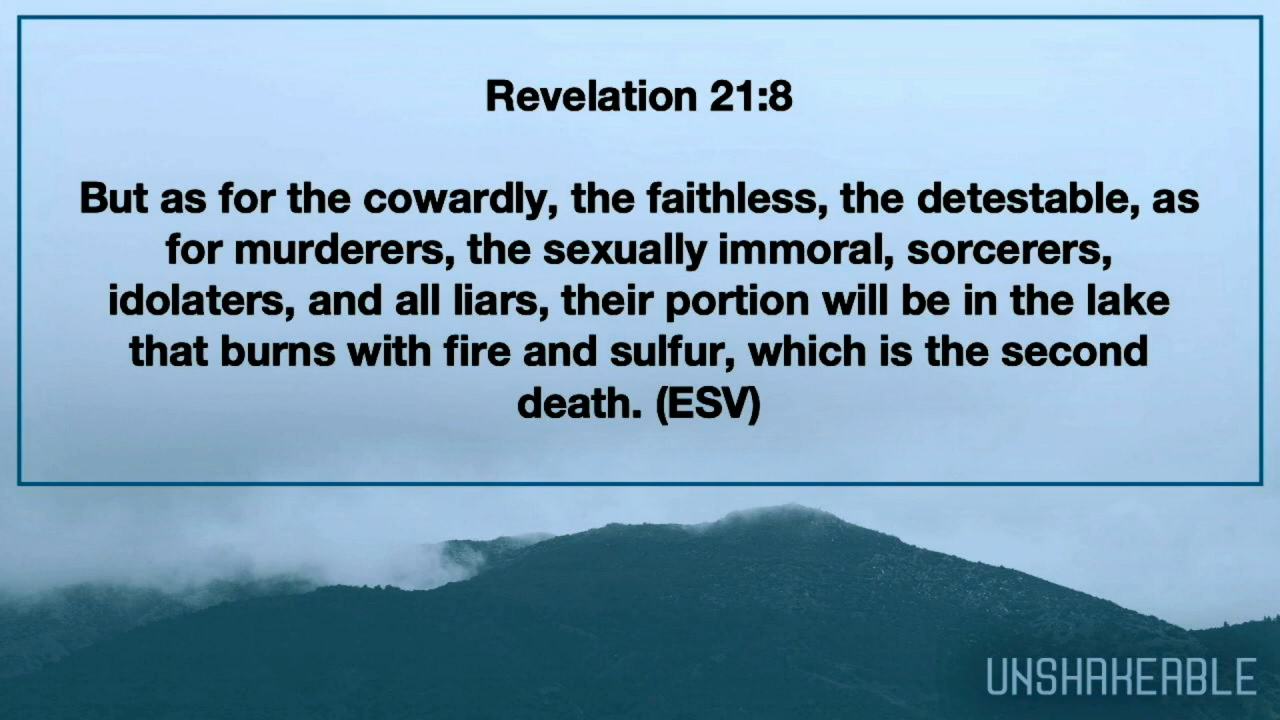 Revelation 21:8
But as for the cowardly, the faithless, the detestable, as
for murderers, the sexually immoral, sorcerers,
idolaters, and all liars, their portion will be in the lake
that burns with fire and sulfur, which is the second
death. (ESV)
UNSHAKEABLE